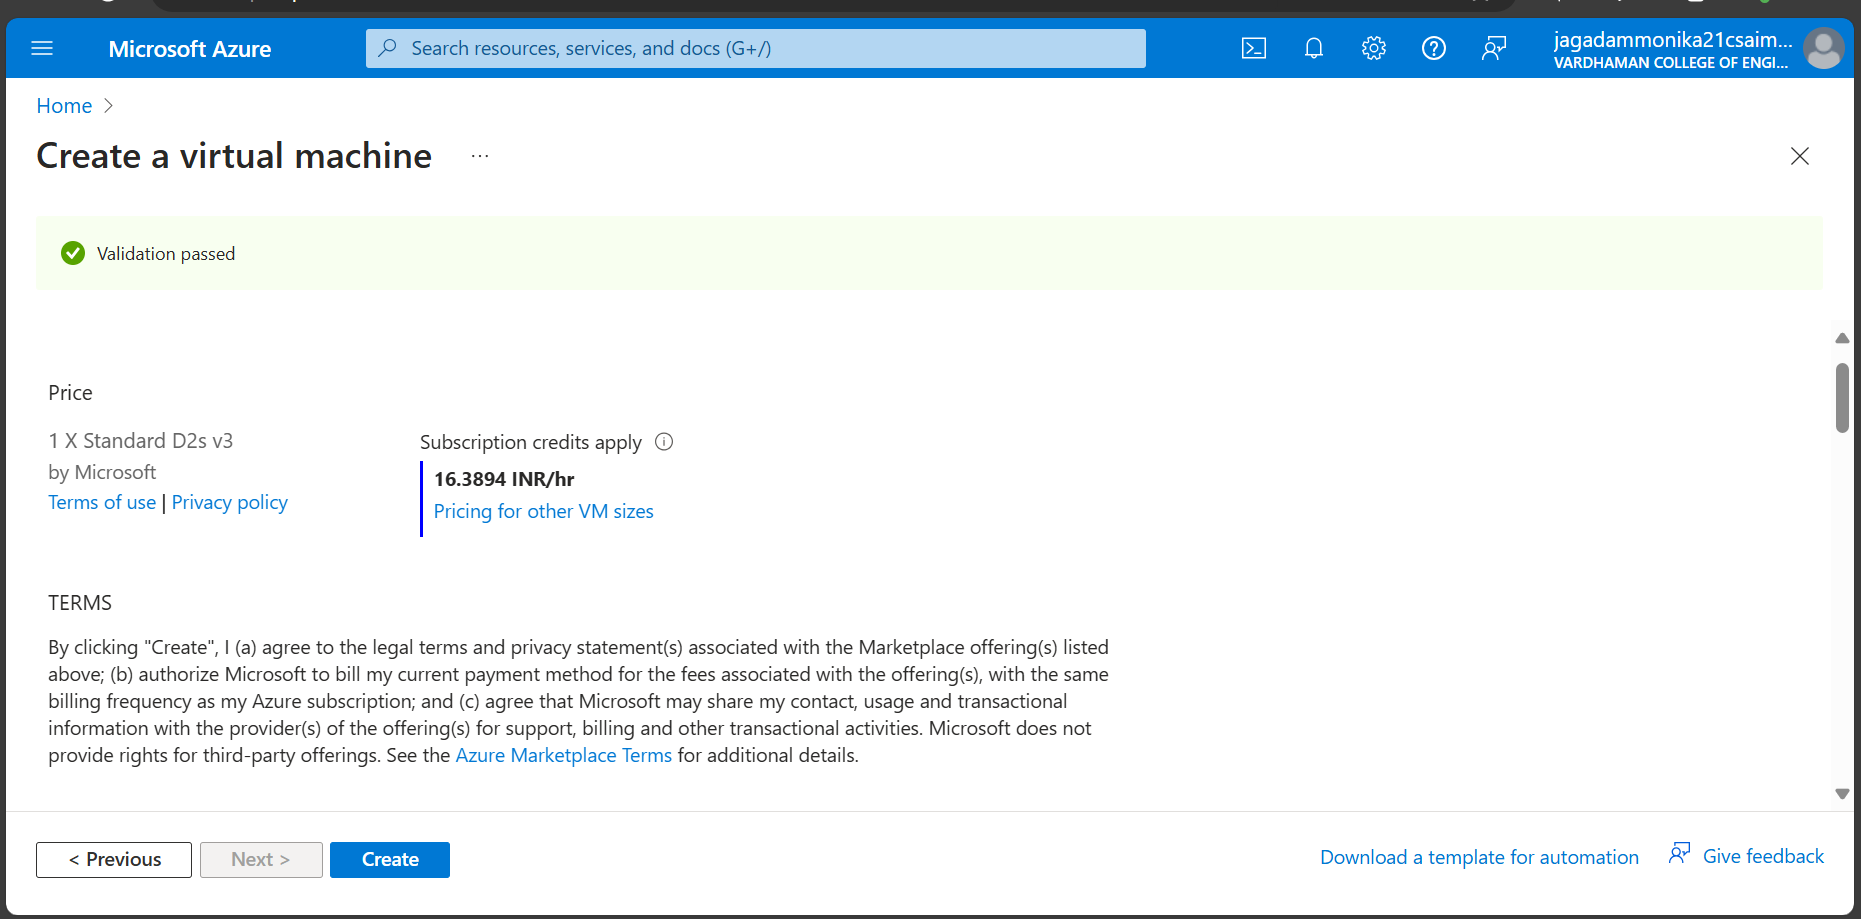 Microsoft Azure
Search resources, services, and docs (G+/)
jagadammonika21csaim...
VARDHAMAN COLLEGE OF ENGI...
Home >
Create a virtual machine ...
Validation passed
Price
1 X Standard D2s v3
by Microsoft
Terms of use | Privacy policy
Subscription credits apply
16.3894 INR/hr
Pricing for other VM sizes
TERMS
By clicking "Create", I (a) agree to the legal terms and privacy statement(s) associated with the Marketplace offering(s) listed
above; (b) authorize Microsoft to bill my current payment method for the fees associated with the offering(s), with the same
billing frequency as my Azure subscription; and (c) agree that Microsoft may share my contact, usage and transactional
information with the provider(s) of the offering(s) for support, billing and other transactional activities. Microsoft does not
provide rights for third-party offerings. See the Azure Marketplace Terms for additional details.
< Previous
Next >
Create
Download a template for automation
Give feedback